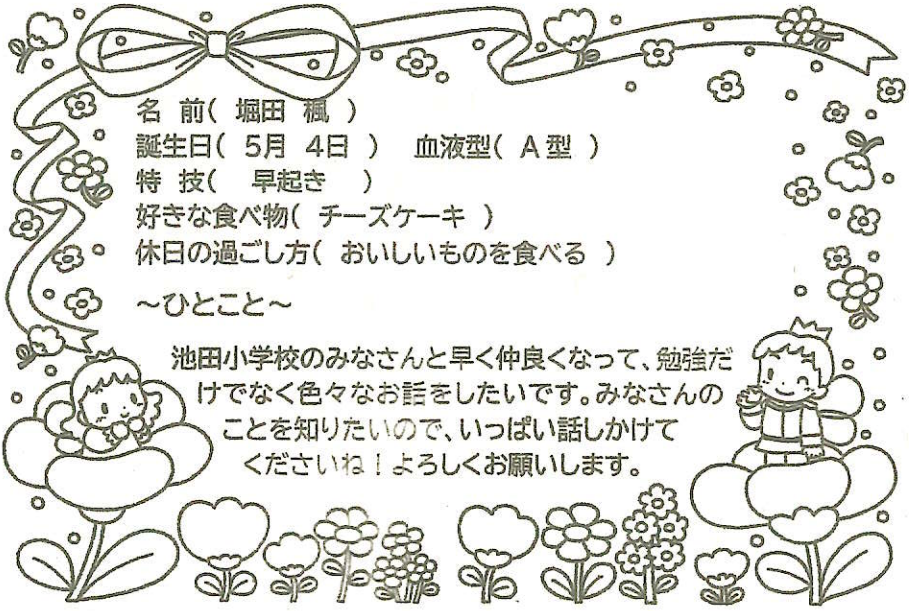 名 前( 堀田 楓 )
誕生日( 5月 4日 ) 血液型( A型 )
特 技( 早起き )
好きな食べ物( チーズケーキ )
休日の過ごし方( おいしいものを食べる )
～ひとこと～
池田小学校のみなさんと早く仲良くなって、勉強だ
けでなく色々なお話をしたいです。みなさんの
ことを知りたいので、いっぱい話しかけて
くださいね！よろしくお願いします。